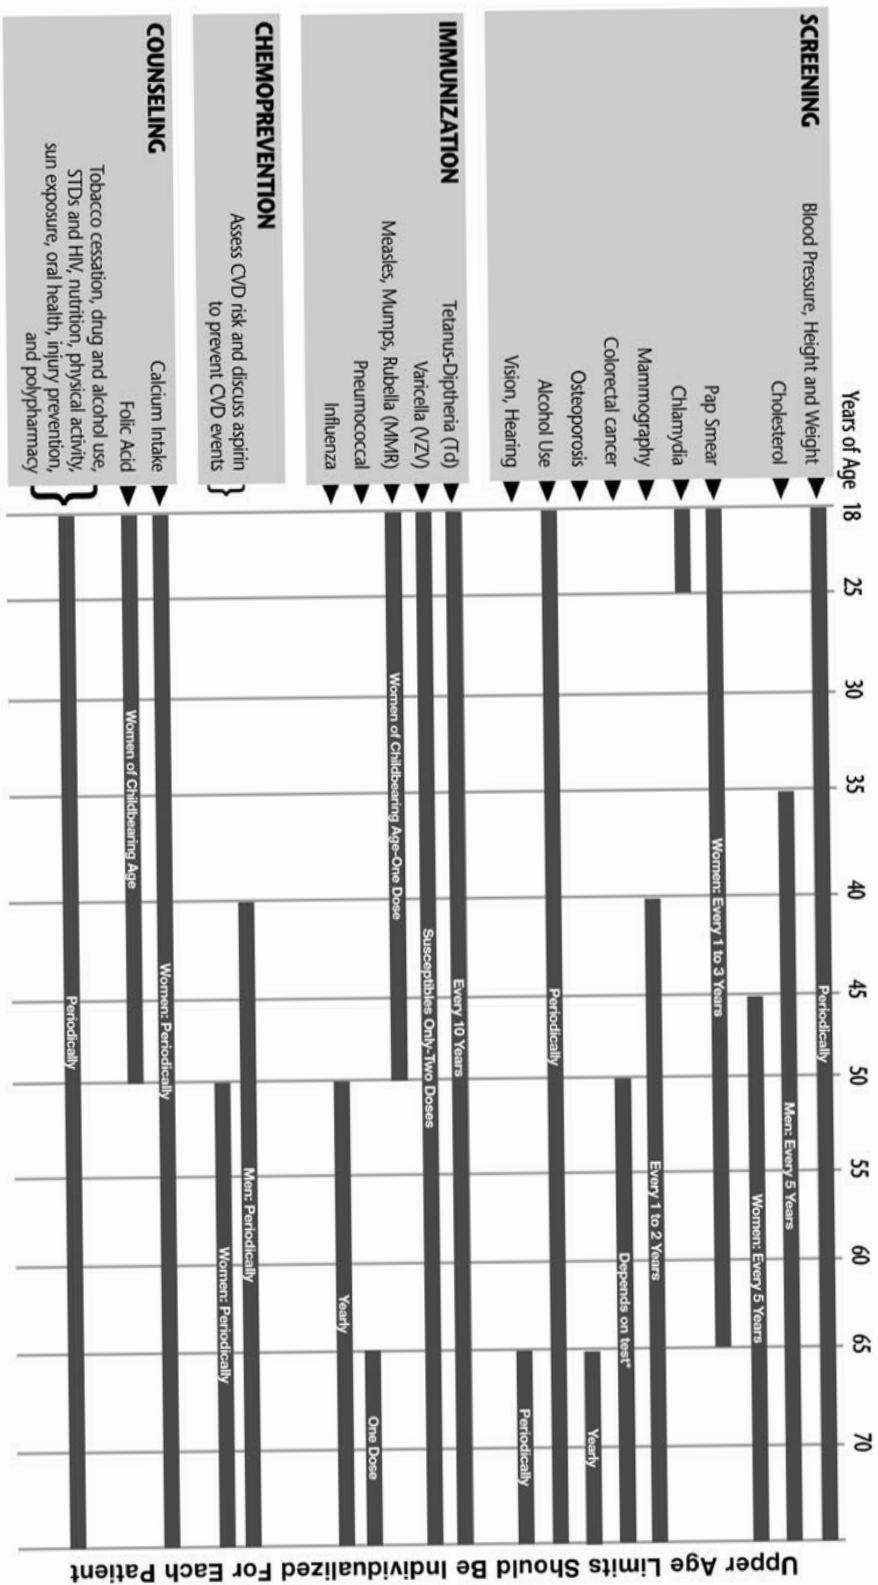 Years of Age
18
25
30
35
40
45
50
55
60
65
70
SCREENING
Blood Pressure, Height and Weight
Periodically
Cholesterol
Men: Every 5 Years
Women: Every 5 Years
Pap Smear
Women: Every 1 to 3 Years
Chlamydia
Mammography
Every 1 to 2 Years
Colorectal cancer
Depends on test*
Osteoporosis
Yearly
Alcohol Use
Periodically
Vision, Hearing
Periodically
IMMUNIZATION
Tetanus-Diptheria (Td)
Every 10 Years
Varicella (VZV)
Susceptibles Only-Two Doses
Measles, Mumps, Rubella (MMR)
Women of Childbearing Age-One Dose
Pneumococcal
One Dose
Influenza
Yearly
CHEMOPREVENTION
Assess CVD risk and discuss aspirin
to prevent CVD events
Men: Periodically
Women: Periodically
COUNSELING
Calcium Intake
Women: Periodically
Folic Acid
Women of Childbearing Age
Tobacco cessation, drug and alcohol use,
STDs and HIV, nutrition, physical activity,
sun exposure, oral health, injury prevention,
and polypharmacy
Periodically
Upper Age Limits Should Be Individualized For Each Patient